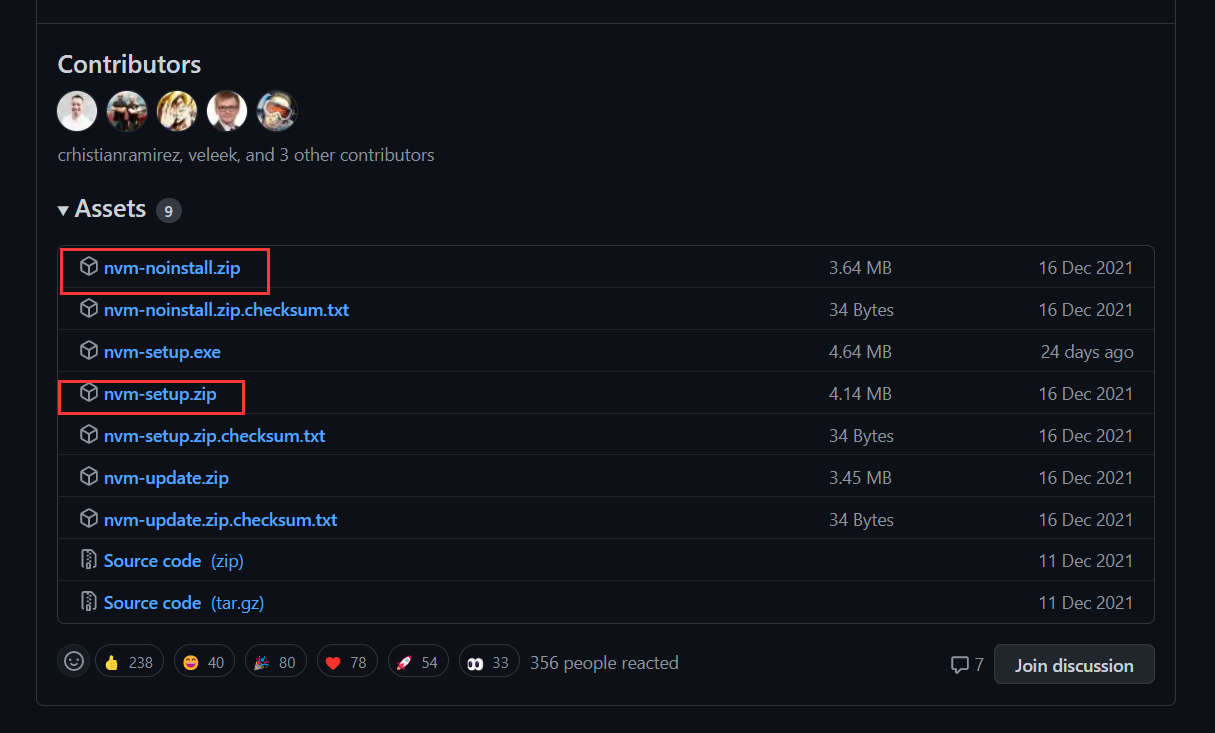 Contributors
crhistianramirez, veleek, and 3 other contributors
▾ Assets 9
nvm-noinstall.zip 3.64 MB 16 Dec 2021
nvm-noinstall.zip.checksum.txt 34 Bytes 16 Dec 2021
nvm-setup.exe 4.64 MB 24 days ago
nvm-setup.zip 4.14 MB 16 Dec 2021
nvm-setup.zip.checksum.txt 34 Bytes 16 Dec 2021
nvm-update.zip 3.45 MB 16 Dec 2021
nvm-update.zip.checksum.txt 34 Bytes 16 Dec 2021
Source code (zip) 11 Dec 2021
Source code (tar.gz) 11 Dec 2021
👍 238 😄 40 🎉 80 ❤️ 78 🚀 54 👀 33 356 people reacted 7 Join discussion